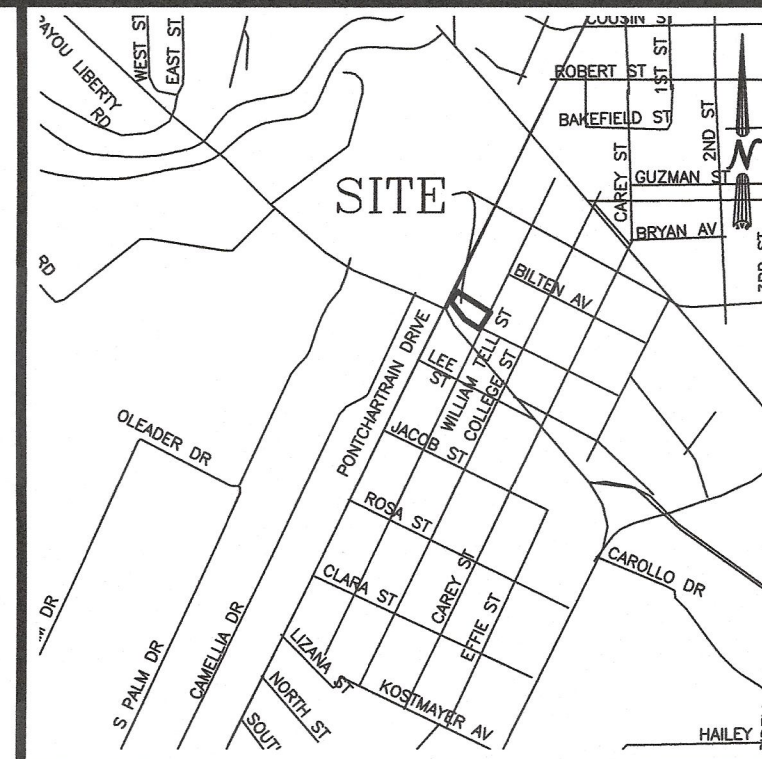 COUSIN ST
WEST ST
EAST ST
BAYOU LIBERTY
RD
ROBERT ST
1ST ST
BAKEFIELD ST
2ND ST
N
CAREY ST
GUZMAN ST
SITE
BRYAN AV
3RD ST
RD
BILTEN AV
PONTCHARTRAIN DRIVE
WILLIAM TELL ST
LEE
ST
COLLEGE ST
OLEADER DR
JACOB ST
ROSA ST
CAREY ST
EFFIE ST
CAROLLO DR
CLARA ST
M DR
S PALM DR
CAMELLIA DR
LIZANA ST
NORTH ST
KOSTMAYER AV
SOUT
HAILEY